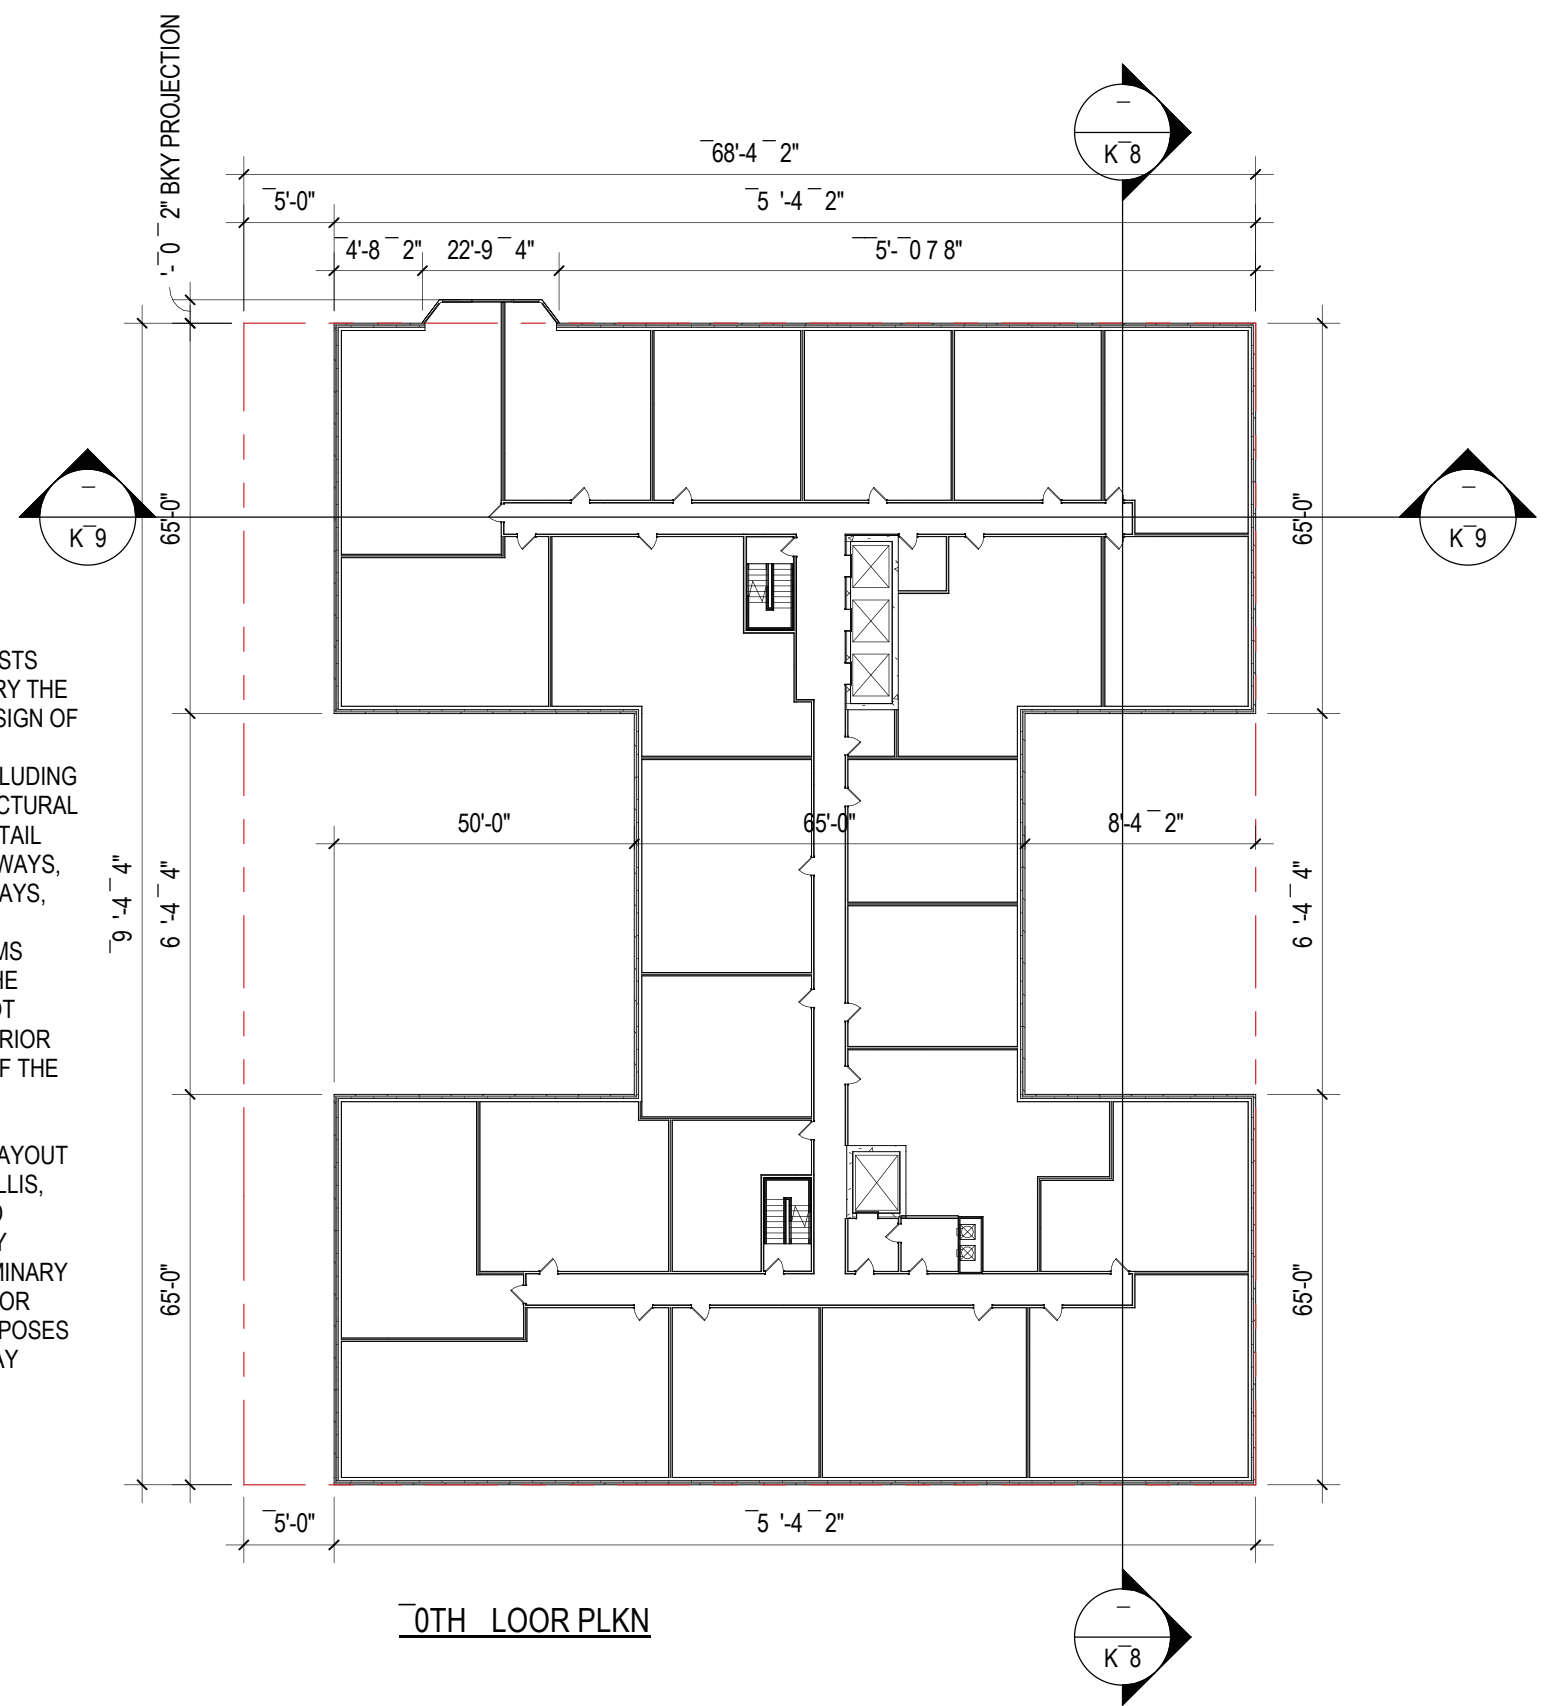 '-¯0 ¯ 2" BKY PROJECTION
¯
K¯8
¯68'-4 ¯ 2"
¯5'-0"
¯5 '-4 ¯ 2"
¯4'-8 ¯ 2"
22'-9 ¯ 4"
¯¯5'-¯0 7 8"
¯
K¯9
65'-0"
65'-0"
¯
K¯9
STS
RY THE
SIGN OF
LUDING
CTURAL
TAIL
WAYS,
AYS,
MS
HE
OT
RIOR
F THE
50'-0"
65'-0"
8'-4 ¯ 2"
¯9 '-4 ¯ 4"
6 '-4 ¯ 4"
6 '-4 ¯ 4"
AYOUT
LLIS,
D
Y
MINARY
OR
POSES
AY
65'-0"
65'-0"
¯5'-0"
¯5 '-4 ¯ 2"
¯0TH LOOR PLKN
¯
K¯8